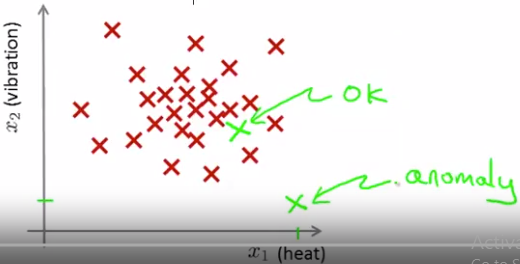 x₂ (vibration)
OK
anomaly
x₁ (heat)